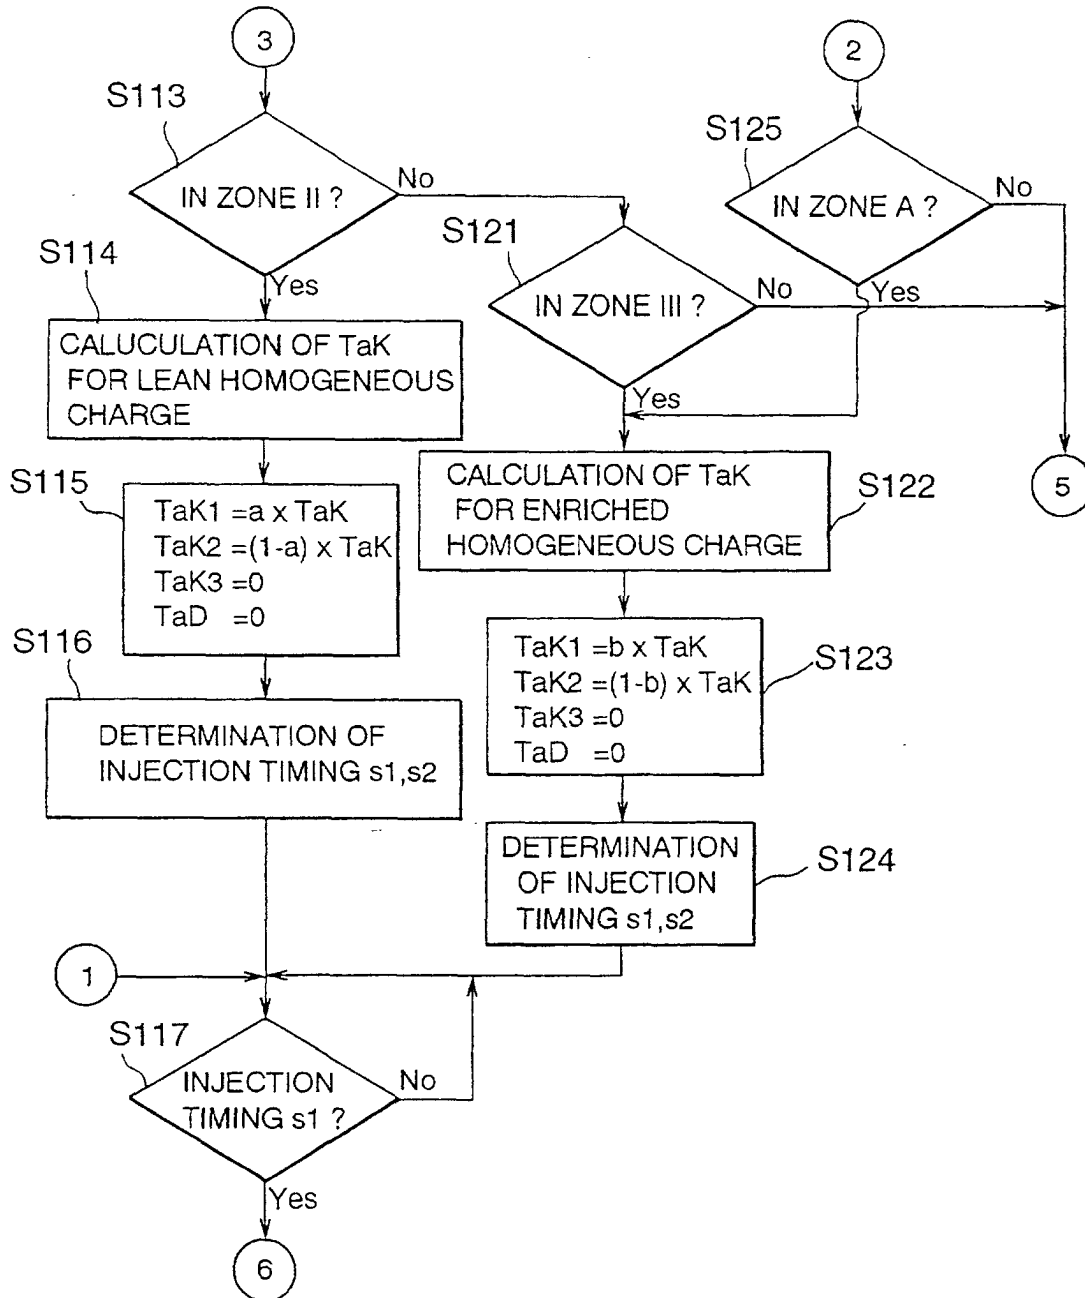 3
2
S113
S125
IN ZONE II ?
No
IN ZONE A ?
No
S121
S114
Yes
IN ZONE III ?
No
Yes
CALUCULATION OF TaK
FOR LEAN HOMOGENEOUS
CHARGE
Yes
S115
CALCULATION OF TaK
FOR ENRICHED
HOMOGENEOUS CHARGE
S122
5
TaK1 =a x TaK
TaK2 =(1-a) x TaK
TaK3 =0
TaD =0
S116
TaK1 =b x TaK
TaK2 =(1-b) x TaK
TaK3 =0
TaD =0
S123
DETERMINATION OF
INJECTION TIMING s1,s2
DETERMINATION
OF INJECTION
TIMING s1,s2
S124
1
S117
INJECTION
TIMING s1 ?
No
Yes
6